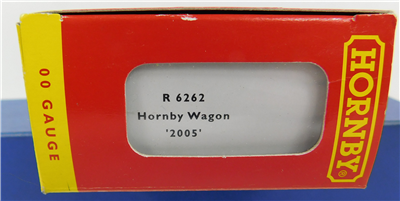 00 GAUGE
R 6262
Hornby Wagon
'2005'
HORNBY